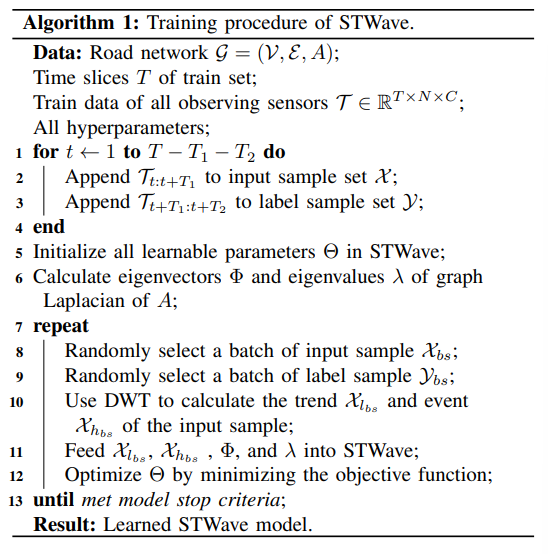 Algorithm 1: Training procedure of STWave.
Data: Road network $\mathcal{G} = (\mathcal{V}, \mathcal{E}, A)$;
Time slices $T$ of train set;
Train data of all observing sensors $\mathcal{T} \in \mathbb{R}^{T \times N \times C}$;
All hyperparameters;
1 for $t \leftarrow 1$ to $T - T_1 - T_2$ do
2 Append $\mathcal{T}_{t:t+T_1}$ to input sample set $\mathcal{X}$;
3 Append $\mathcal{T}_{t+T_1:t+T_2}$ to label sample set $\mathcal{Y}$;
4 end
5 Initialize all learnable parameters $\Theta$ in STWave;
6 Calculate eigenvectors $\Phi$ and eigenvalues $\lambda$ of graph
Laplacian of $A$;
7 repeat
8 Randomly select a batch of input sample $\mathcal{X}_{bs}$;
9 Randomly select a batch of label sample $\mathcal{Y}_{bs}$;
10 Use DWT to calculate the trend $\mathcal{X}_{l_{bs}}$ and event
$\mathcal{X}_{h_{bs}}$ of the input sample;
11 Feed $\mathcal{X}_{l_{bs}}$, $\mathcal{X}_{h_{bs}}$ , $\Phi$, and $\lambda$ into STWave;
12 Optimize $\Theta$ by minimizing the objective function;
13 until met model stop criteria;
Result: Learned STWave model.